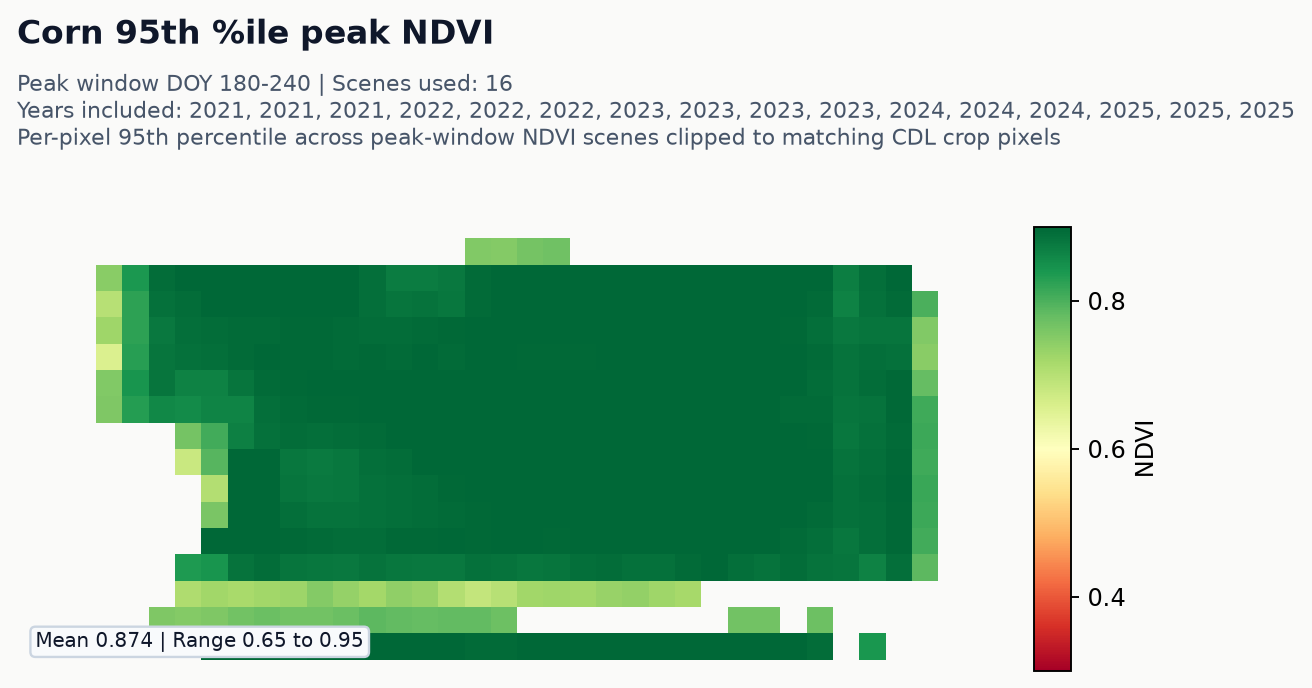 Corn 95th %ile peak NDVI
Peak window DOY 180-240 | Scenes used: 16
Years included: 2021, 2021, 2021, 2022, 2022, 2022, 2023, 2023, 2023, 2023, 2024, 2024, 2024, 2025, 2025, 2025
Per-pixel 95th percentile across peak-window NDVI scenes clipped to matching CDL crop pixels
0.8
0.6
0.4
NDVI
Mean 0.874 | Range 0.65 to 0.95